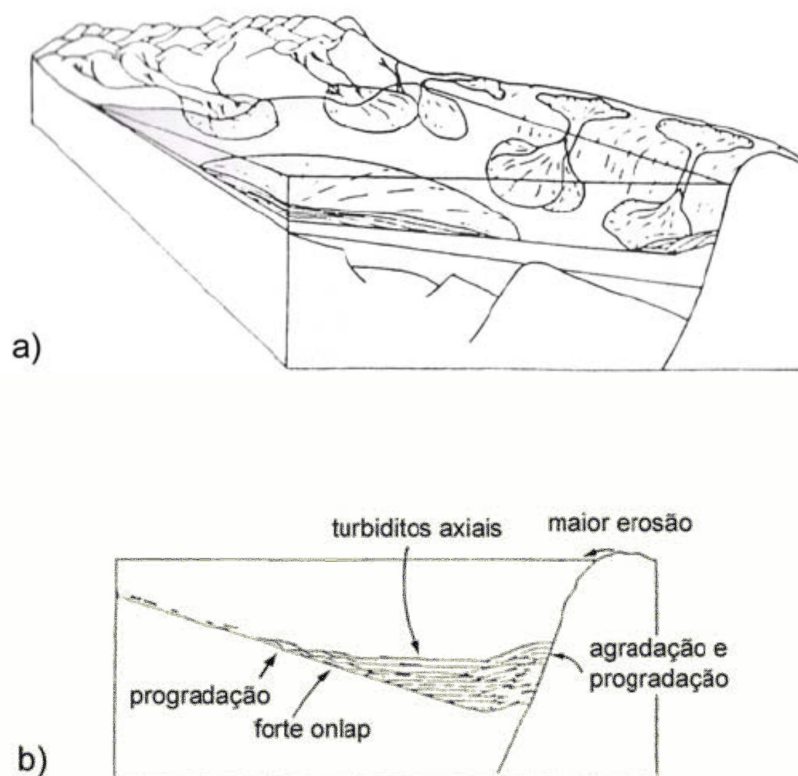 a)
turbiditos axiais
maior erosão
agradação e
progradação
progradação
forte onlap
b)